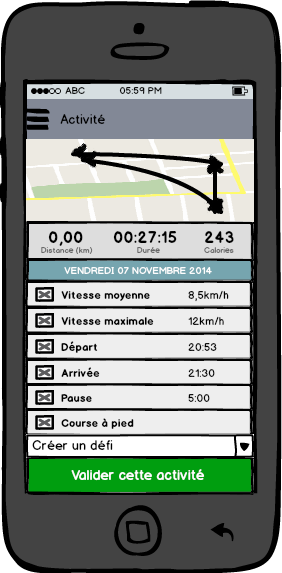 ABC 05:59 PM
Activité
0,00 00:27:15 243
Distance (km) Durée Calories
VENDREDI 07 NOVEMBRE 2014
Vitesse moyenne 8,5km/h
Vitesse maximale 12km/h
Départ 20:53
Arrivée 21:30
Pause 5:00
Course à pied
Créer un défi
Valider cette activité